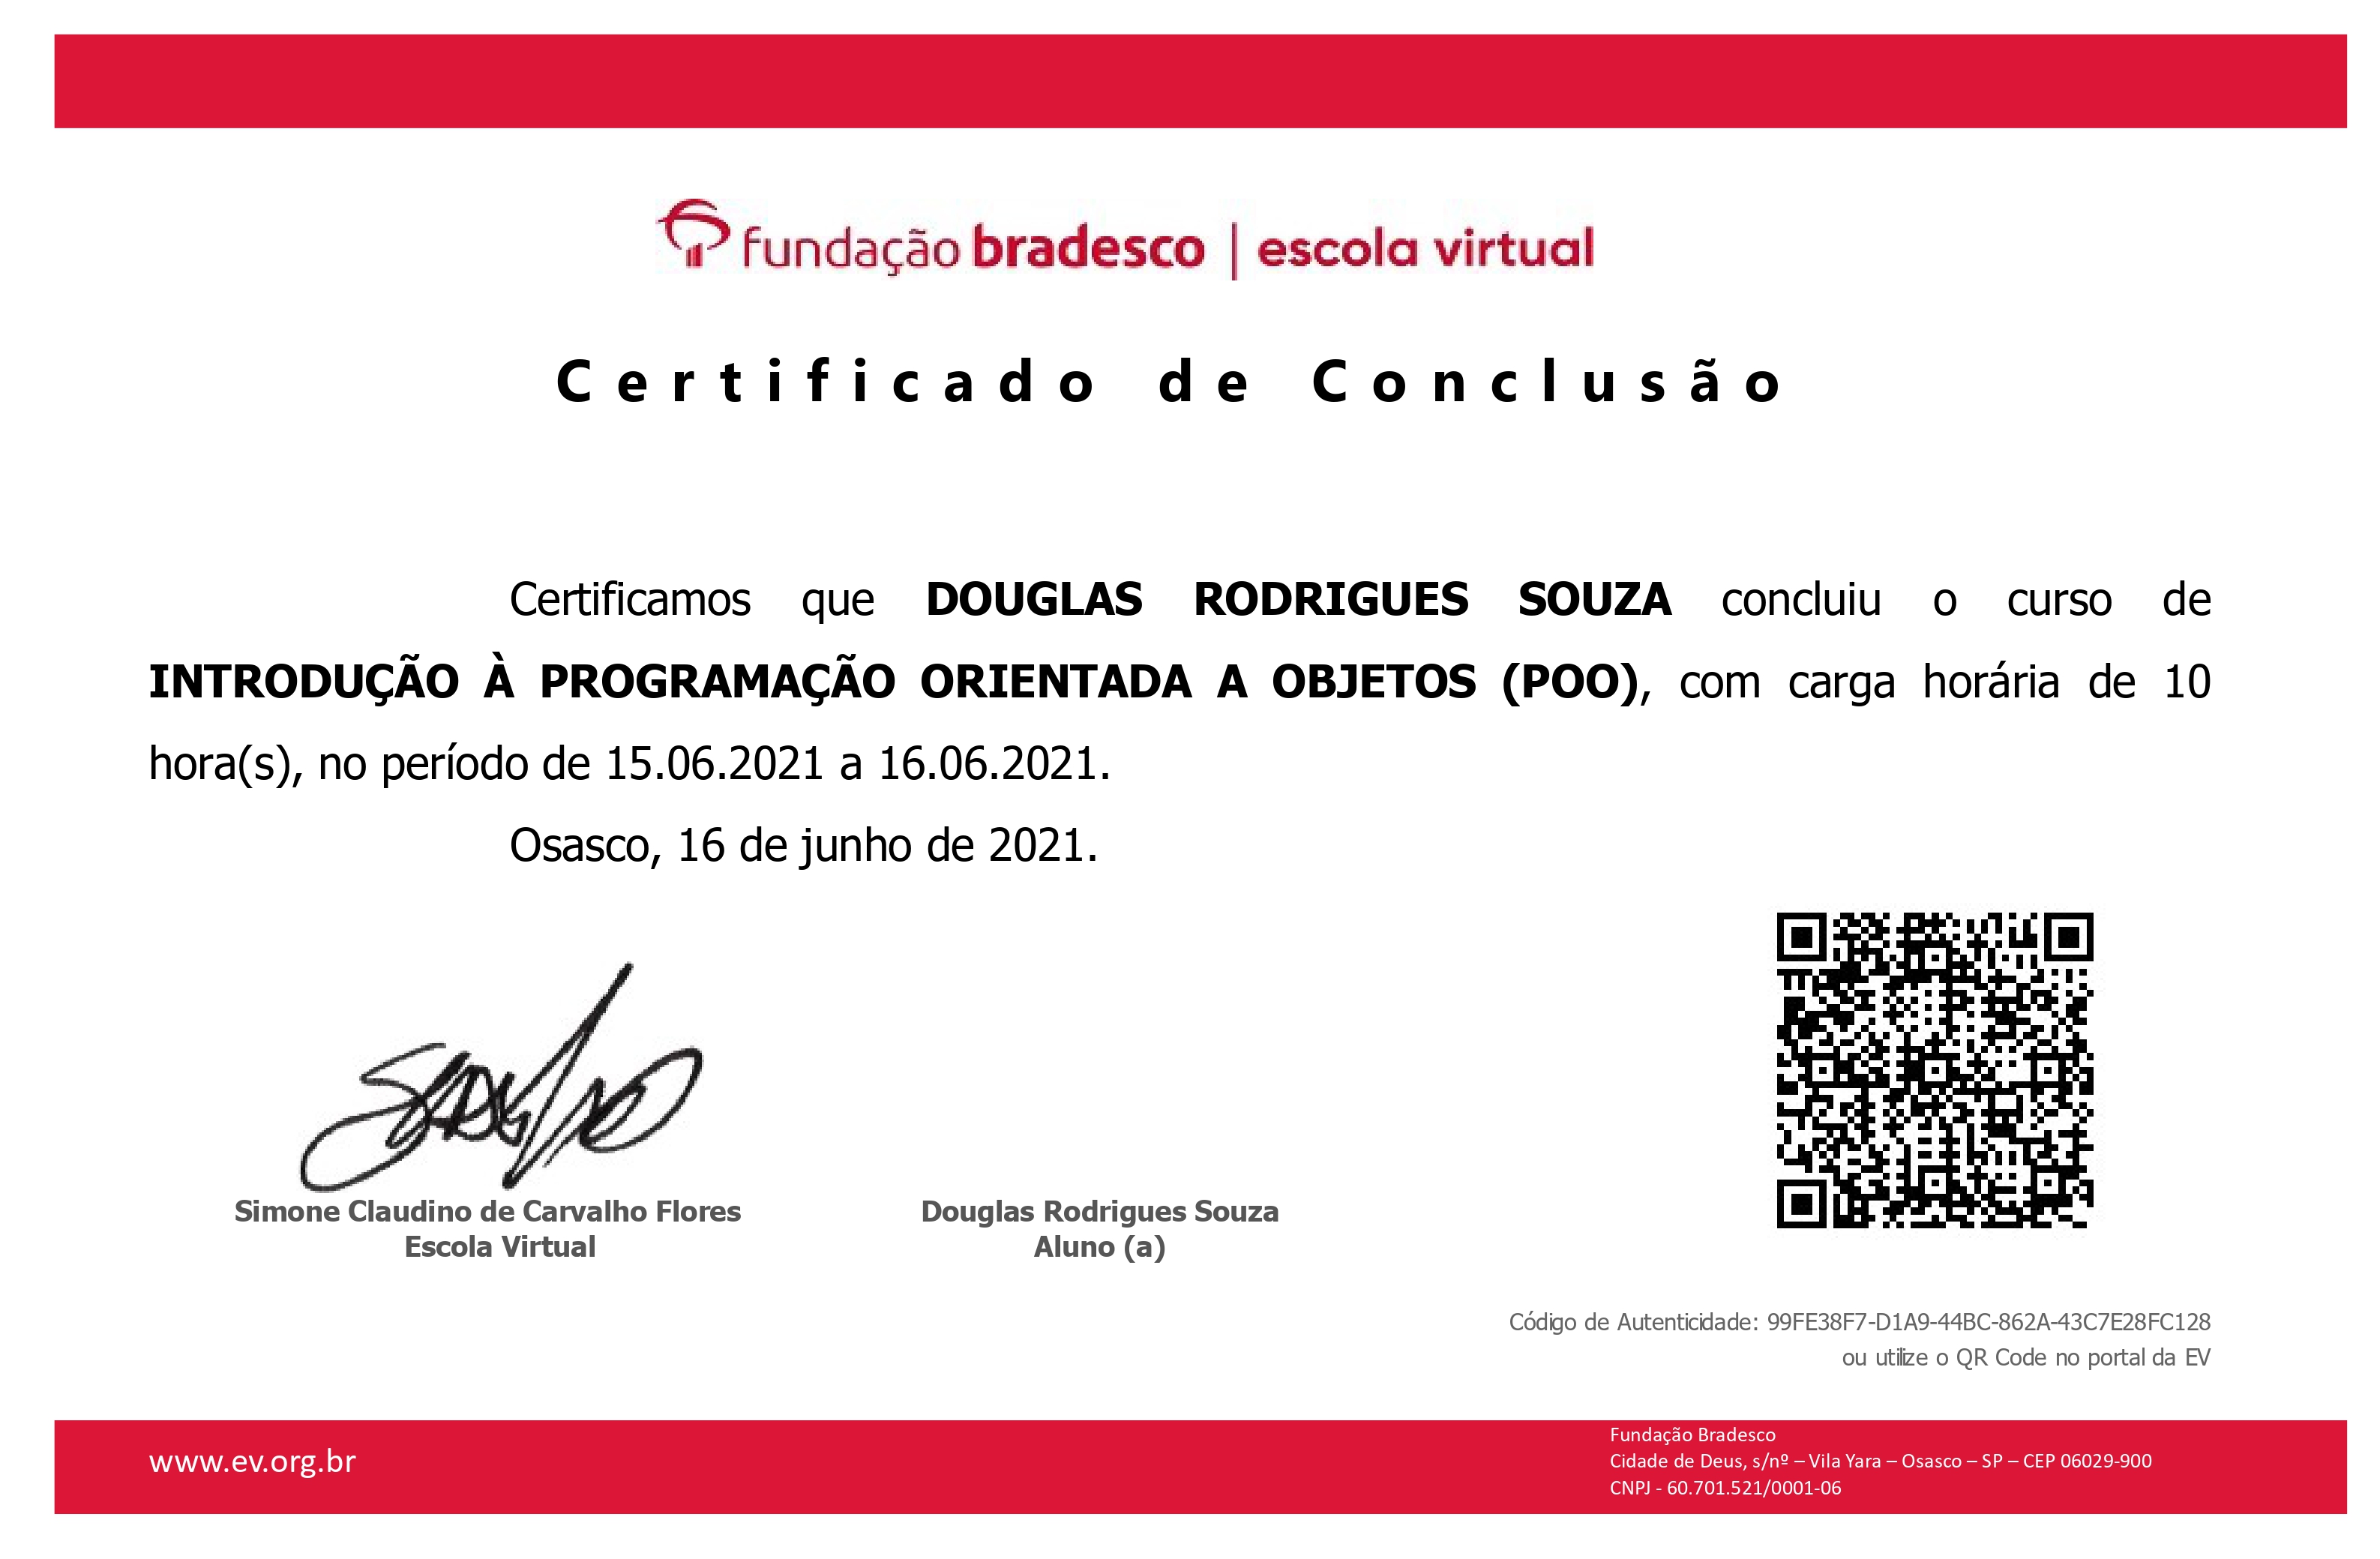 fundação bradesco | escola virtual
Certificado de Conclusão
Certificamos que DOUGLAS RODRIGUES SOUZA concluiu o curso de
INTRODUÇÃO À PROGRAMAÇÃO ORIENTADA A OBJETOS (POO), com carga horária de 10
hora(s), no período de 15.06.2021 a 16.06.2021.
Osasco, 16 de junho de 2021.
Simone Claudino de Carvalho Flores
Escola Virtual
Douglas Rodrigues Souza
Aluno (a)
Código de Autenticidade: 99FE38F7-D1A9-44BC-862A-43C7E28FC128
ou utilize o QR Code no portal da EV
www.ev.org.br
Fundação Bradesco
Cidade de Deus, s/nº – Vila Yara – Osasco – SP – CEP 06029-900
CNPJ - 60.701.521/0001-06